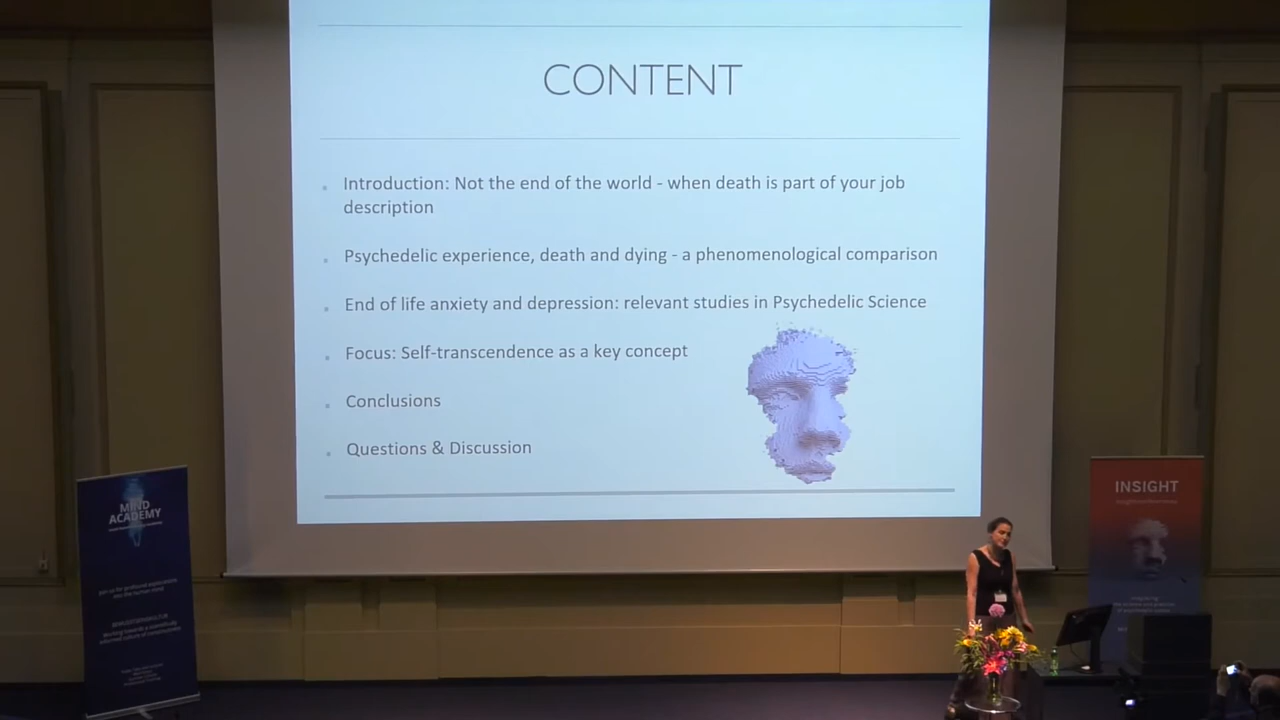 CONTENT
Introduction: Not the end of the world - when death is part of your job
description
Psychedelic experience, death and dying - a phenomenological comparison
End of life anxiety and depression: relevant studies in Psychedelic Science
Focus: Self-transcendence as a key concept
Conclusions
Questions & Discussion
MIND
ACADEMY
INSIGHT